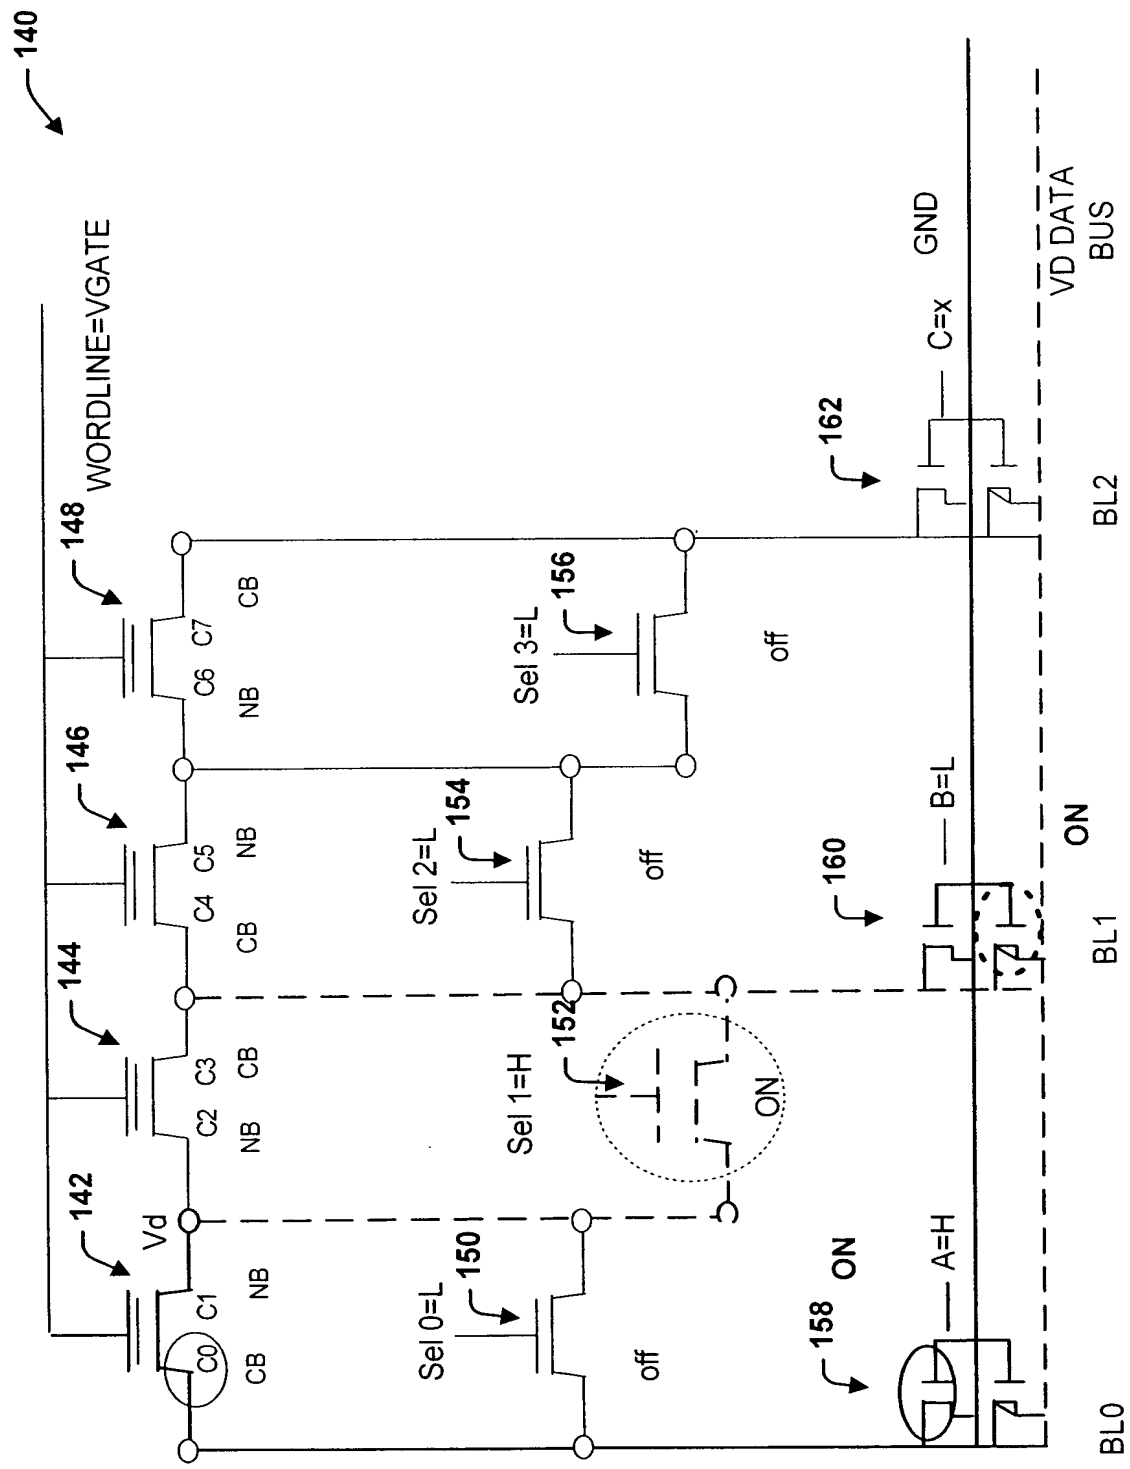 140
WORDLINE=VGATE
142
144
146
148
Vd
C0
C1
C2
C3
C4
C5
C6
C7
CB
NB
NB
CB
CB
NB
NB
CB
Sel 0=L
150
off
Sel 1=H
152
ON
Sel 2=L
154
off
Sel 3=L
156
off
158
ON
A=H
160
B=L
162
C=x
GND
VD DATA
BUS
ON
BL0
BL1
BL2